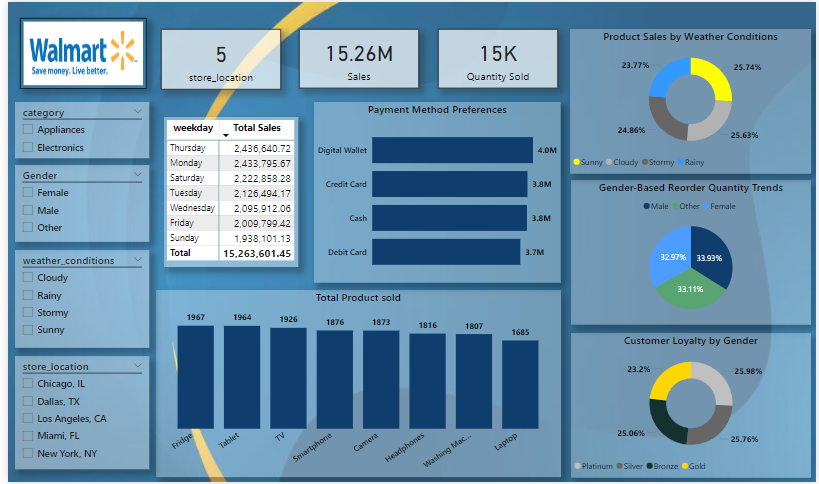 Walmart
Save money. Live better.
5
store_location
15.26M
Sales
15K
Quantity Sold
category
Appliances
Electronics
Gender
Female
Male
Other
weather_conditions
Cloudy
Rainy
Stormy
Sunny
store_location
Chicago, IL
Dallas, TX
Los Angeles, CA
Miami, FL
New York, NY
weekday Total Sales
Thursday 2,436,640.72
Monday 2,433,795.67
Saturday 2,222,858.28
Tuesday 2,126,494.17
Wednesday 2,095,912.06
Friday 2,009,799.42
Sunday 1,938,101.13
Total 15,263,601.45
Payment Method Preferences
Digital Wallet 4.0M
Credit Card 3.8M
Cash 3.8M
Debit Card 3.7M
Total Product sold
1967 1964 1926 1876 1873 1816 1807 1685
Fridge Tablet TV Smartphone Camera Headphones Washing Mac... Laptop
Product Sales by Weather Conditions
23.77% 25.74%
24.86% 25.63%
Sunny Cloudy Stormy Rainy
Gender-Based Reorder Quantity Trends
Male Other Female
32.97% 33.93%
33.11%
Customer Loyalty by Gender
23.2% 25.98%
25.06% 25.76%
Platinum Silver Bronze Gold